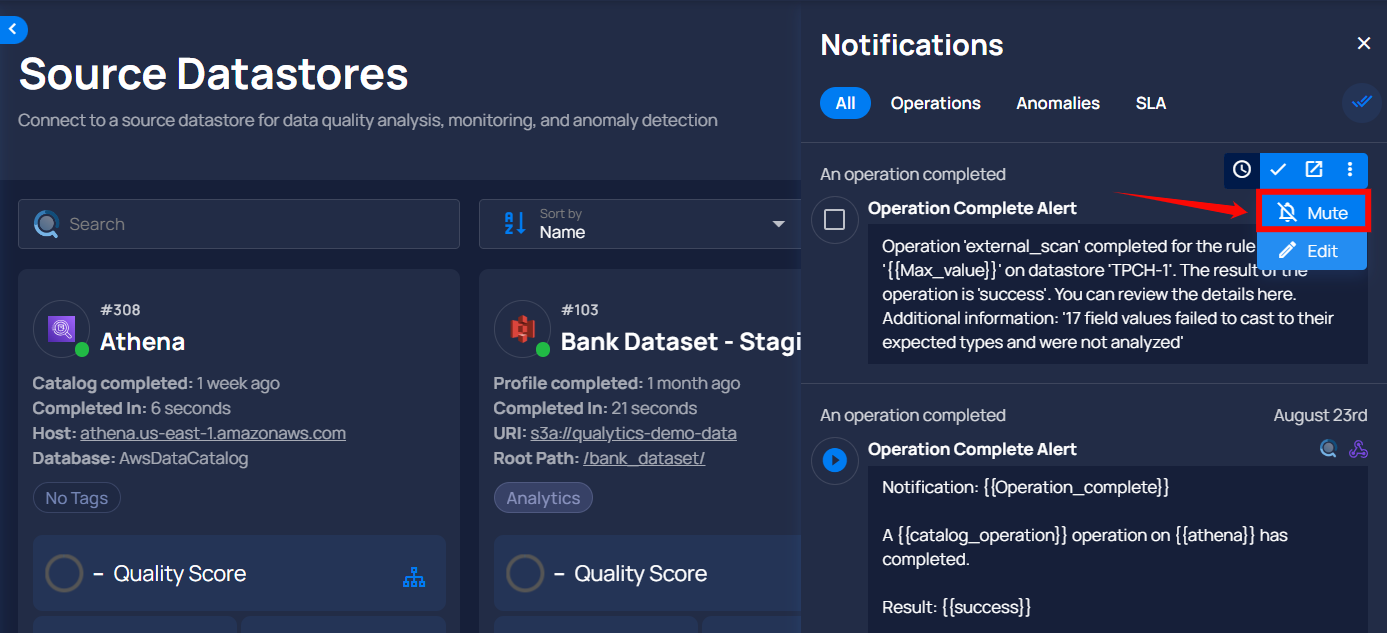 Source Datastores
Connect to a source datastore for data quality analysis, monitoring, and anomaly detection
Search
Sort by
Name
#308
Athena
Catalog completed: 1 week ago
Completed In: 6 seconds
Host: athena.us-east-1.amazonaws.com
Database: AwsDataCatalog
No Tags
– Quality Score
#103
Bank Dataset - Stagi
Profile completed: 1 month ago
Completed In: 21 seconds
URI: s3a://qualytics-demo-data
Root Path: /bank_dataset/
Analytics
– Quality Score
Notifications
All
Operations
Anomalies
SLA
An operation completed
Mute
Edit
Operation Complete Alert
Operation 'external_scan' completed for the rule
'{{Max_value}}' on datastore 'TPCH-1'. The result of the
operation is 'success'. You can review the details here.
Additional information: '17 field values failed to cast to their
expected types and were not analyzed'
An operation completed
August 23rd
Operation Complete Alert
Notification: {{Operation_complete}}
A {{catalog_operation}} operation on {{athena}} has
completed.
Result: {{success}}